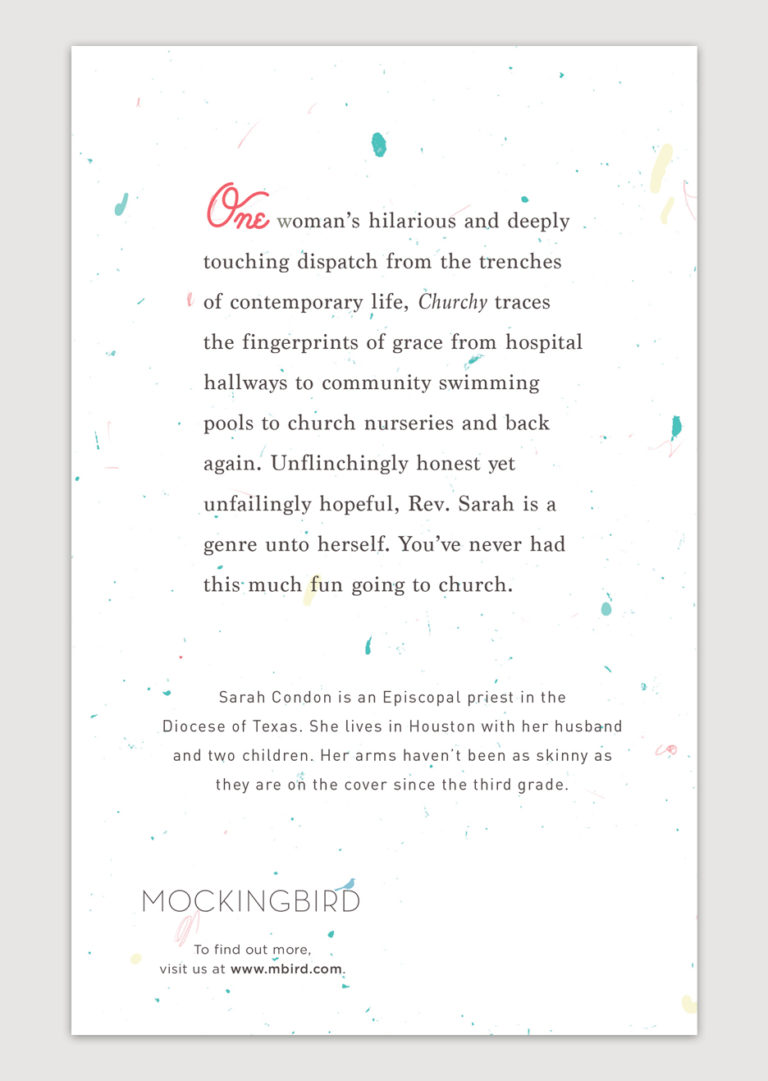 One woman's hilarious and deeply
touching dispatch from the trenches
of contemporary life, Churchy traces
the fingerprints of grace from hospital
hallways to community swimming
pools to church nurseries and back
again. Unflinchingly honest yet
unfailingly hopeful, Rev. Sarah is a
genre unto herself. You've never had
this much fun going to church.
Sarah Condon is an Episcopal priest in the
Diocese of Texas. She lives in Houston with her husband
and two children. Her arms haven't been as skinny as
they are on the cover since the third grade.
MOCKINGBIRD
To find out more,
visit us at www.mbird.com.